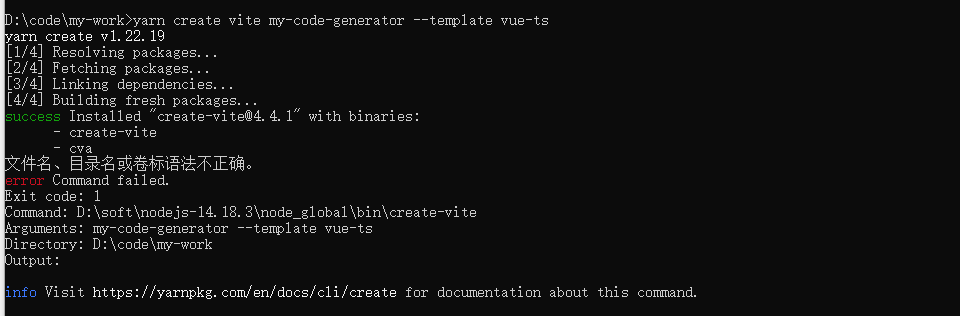 D:\code\my-work>yarn create vite my-code-generator --template vue-ts
yarn create v1.22.19
[1/4] Resolving packages...
[2/4] Fetching packages...
[3/4] Linking dependencies...
[4/4] Building fresh packages...
success Installed "create-vite@4.4.1" with binaries:
- create-vite
- cva
文件名、目录名或卷标语法不正确。
error Command failed.
Exit code: 1
Command: D:\soft\nodejs-14.18.3\node_global\bin\create-vite
Arguments: my-code-generator --template vue-ts
Directory: D:\code\my-work
Output:
info Visit https://yarnpkg.com/en/docs/cli/create for documentation about this command.